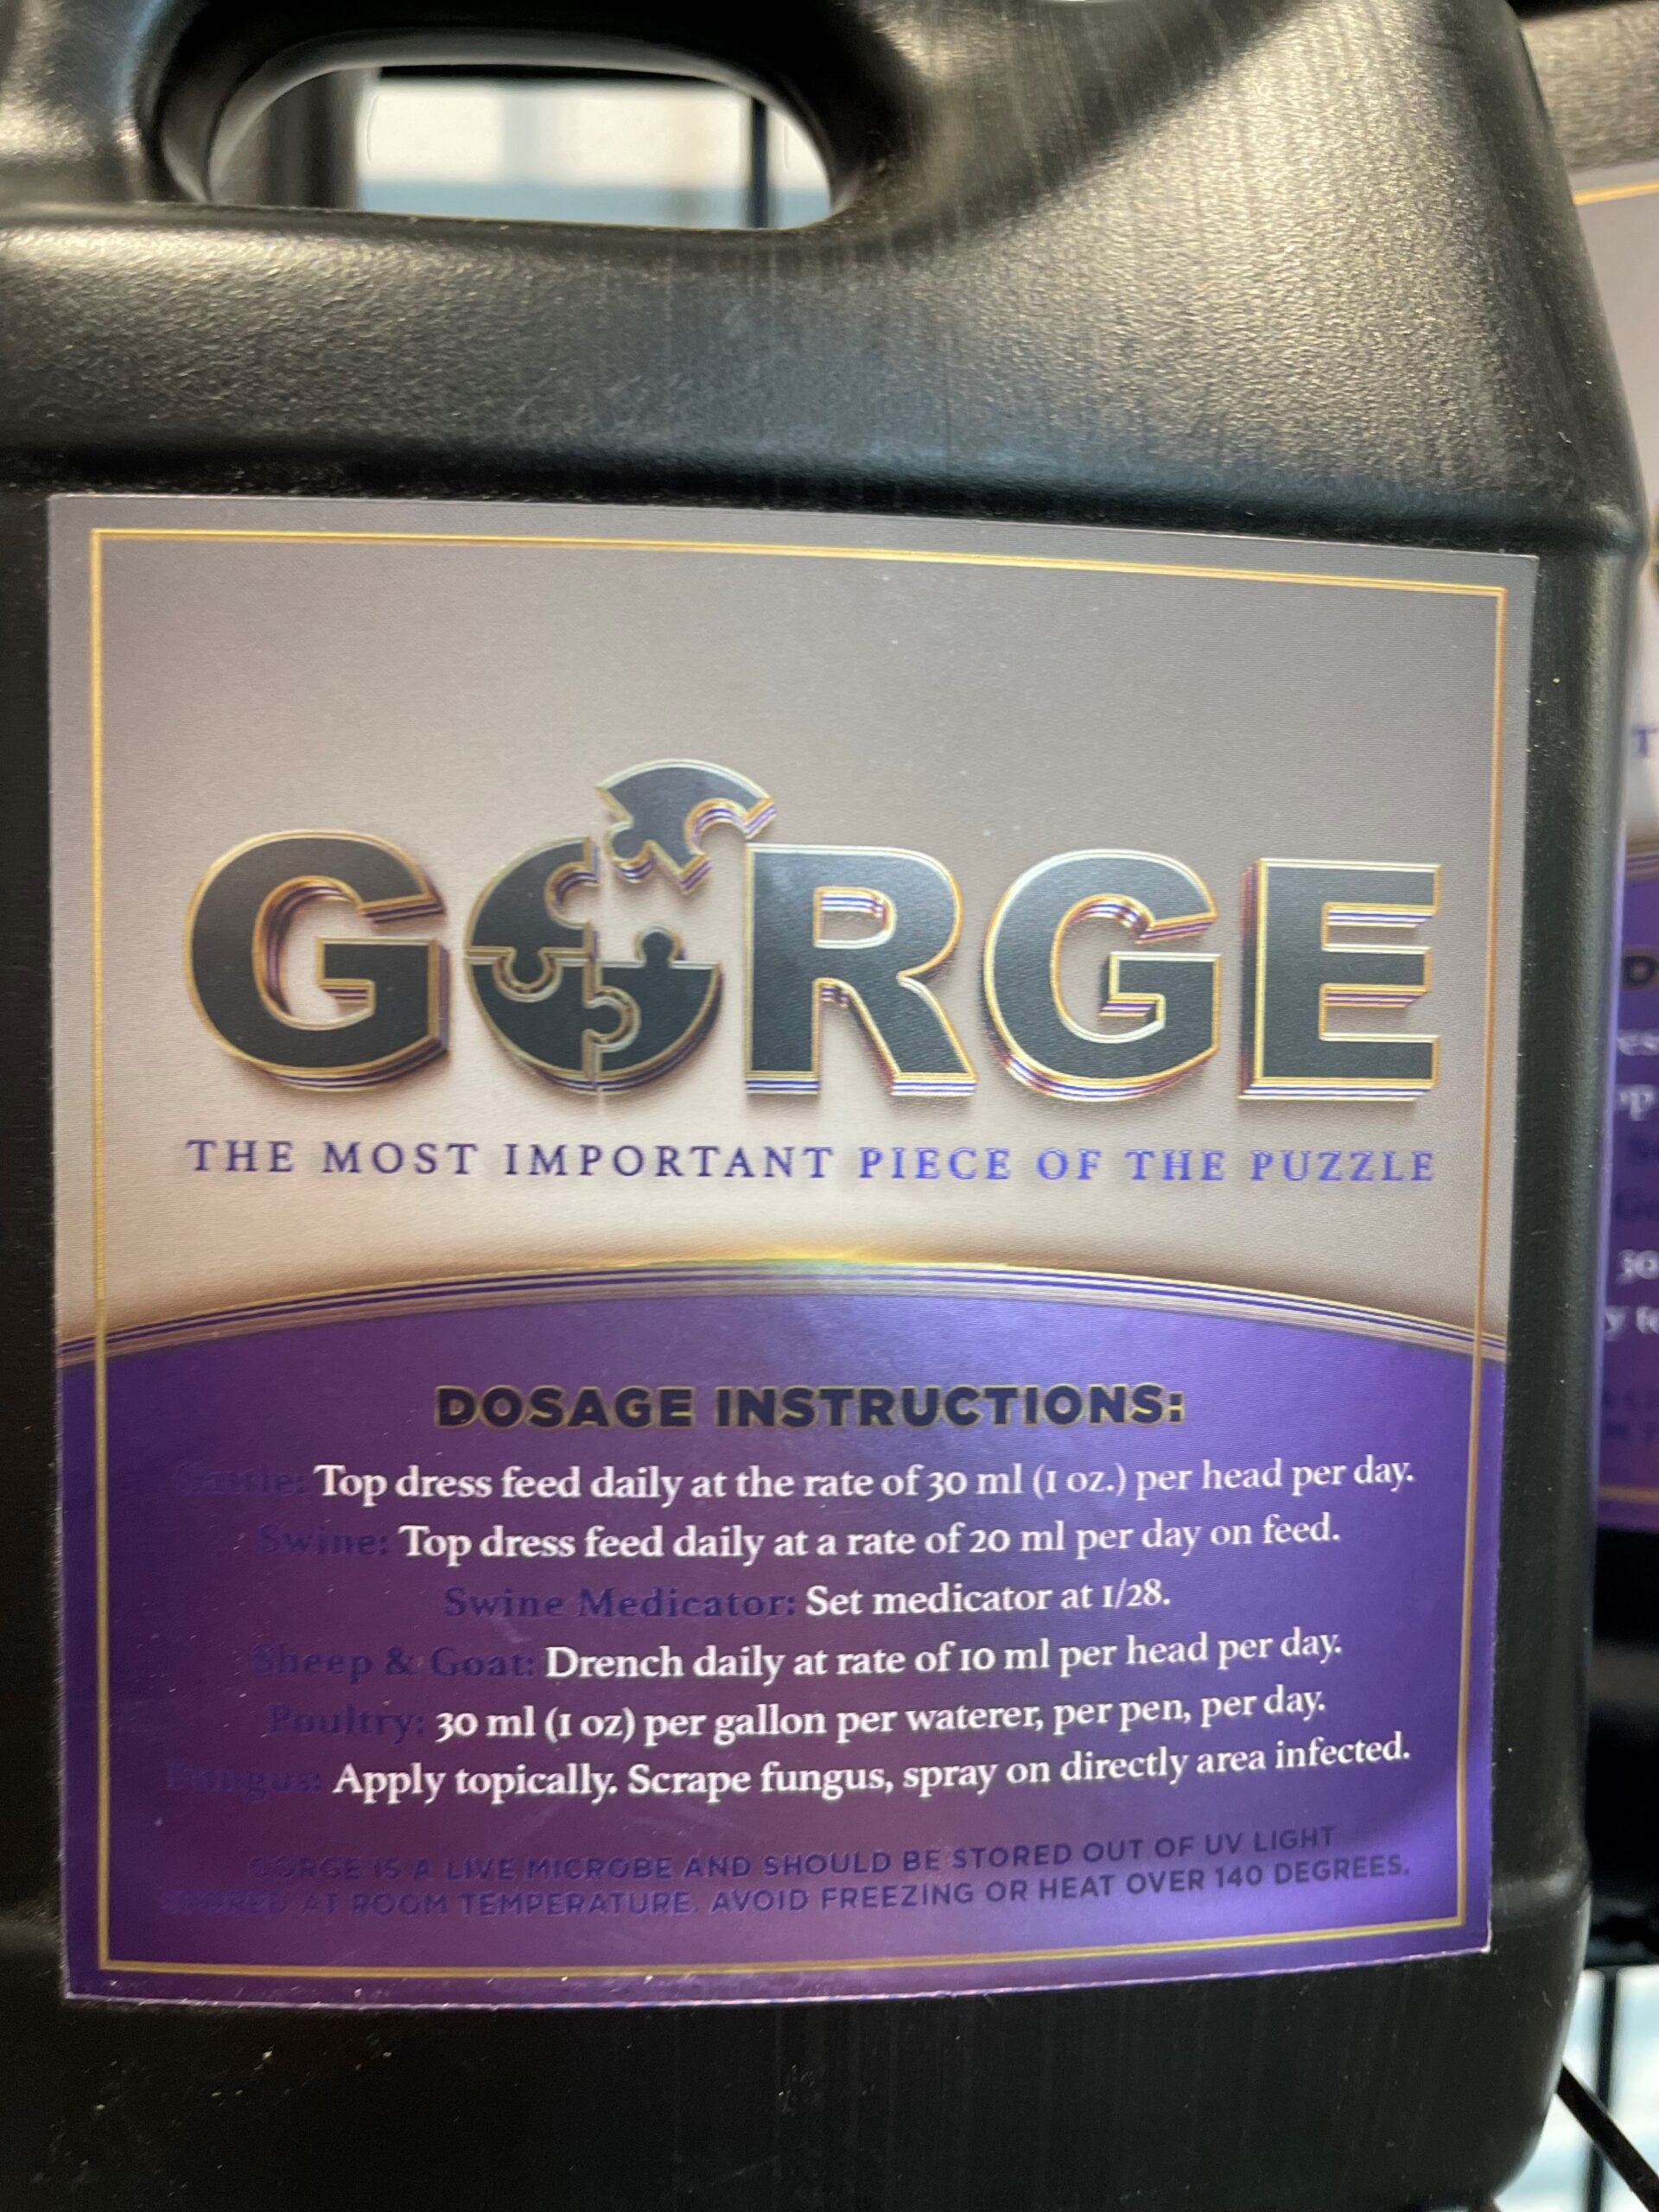 GORGE
THE MOST IMPORTANT PIECE OF THE PUZZLE
DOSAGE INSTRUCTIONS:
Cattle: Top dress feed daily at the rate of 30 ml (1 oz.) per head per day.
Swine: Top dress feed daily at a rate of 20 ml per day on feed.
Swine Medicator: Set medicator at 1/28.
Sheep & Goat: Drench daily at rate of 10 ml per head per day.
Poultry: 30 ml (1 oz) per gallon per waterer, per pen, per day.
Fungus: Apply topically. Scrape fungus, spray on directly area infected.
GORGE IS A LIVE MICROBE AND SHOULD BE STORED OUT OF UV LIGHT
STORED AT ROOM TEMPERATURE. AVOID FREEZING OR HEAT OVER 140 DEGREES.